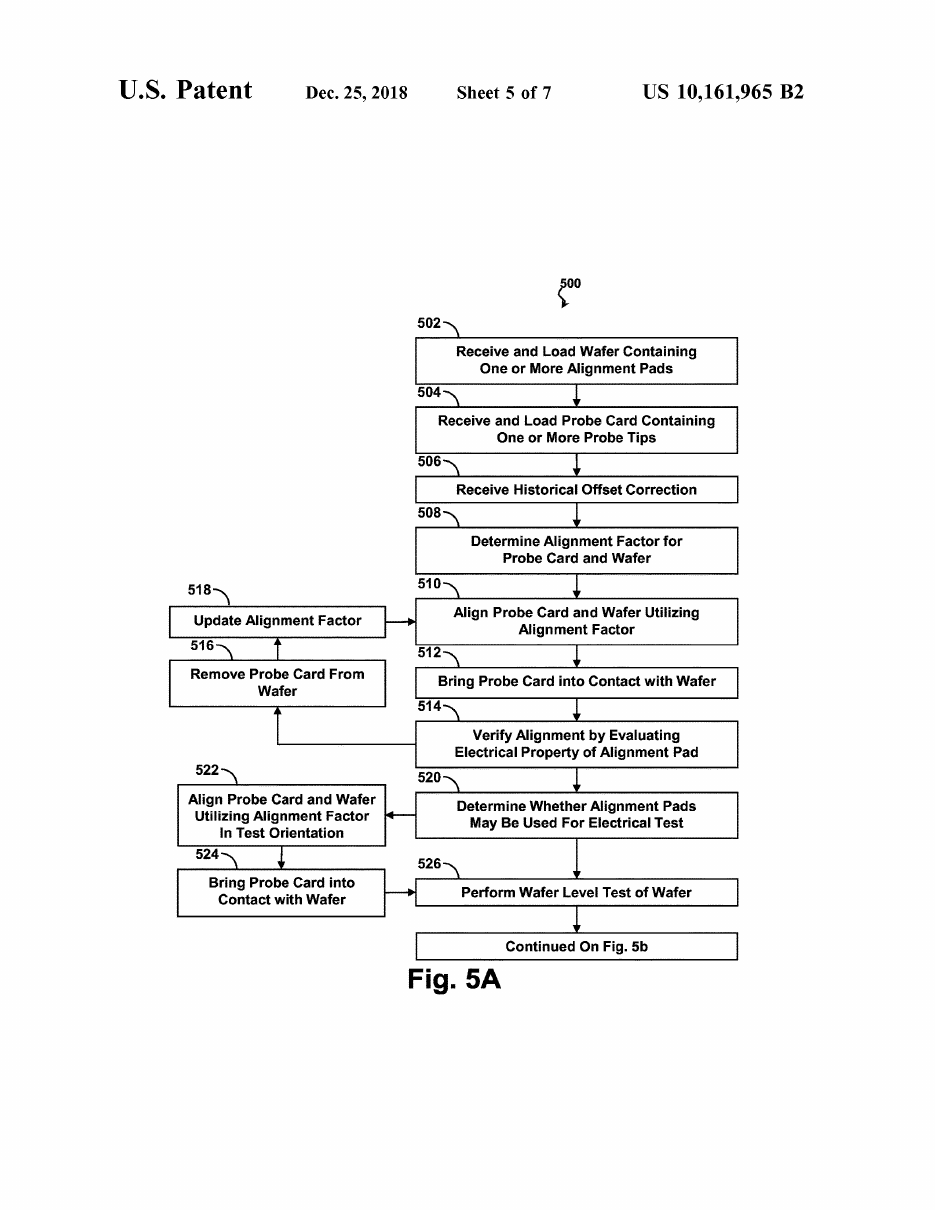 U.S. Patent Dec. 25, 2018 Sheet 5 of 7 US 10,161,965 B2
500
502
Receive and Load Wafer Containing
One or More Alignment Pads
504
Receive and Load Probe Card Containing
One or More Probe Tips
506
Receive Historical Offset Correction
508
Determine Alignment Factor for
Probe Card and Wafer
510
Align Probe Card and Wafer Utilizing
Alignment Factor
518
Update Alignment Factor
516
Remove Probe Card From
Wafer
512
Bring Probe Card into Contact with Wafer
514
Verify Alignment by Evaluating
Electrical Property of Alignment Pad
520
Determine Whether Alignment Pads
May Be Used For Electrical Test
522
Align Probe Card and Wafer
Utilizing Alignment Factor
In Test Orientation
524
Bring Probe Card into
Contact with Wafer
526
Perform Wafer Level Test of Wafer
Continued On Fig. 5b
Fig. 5A